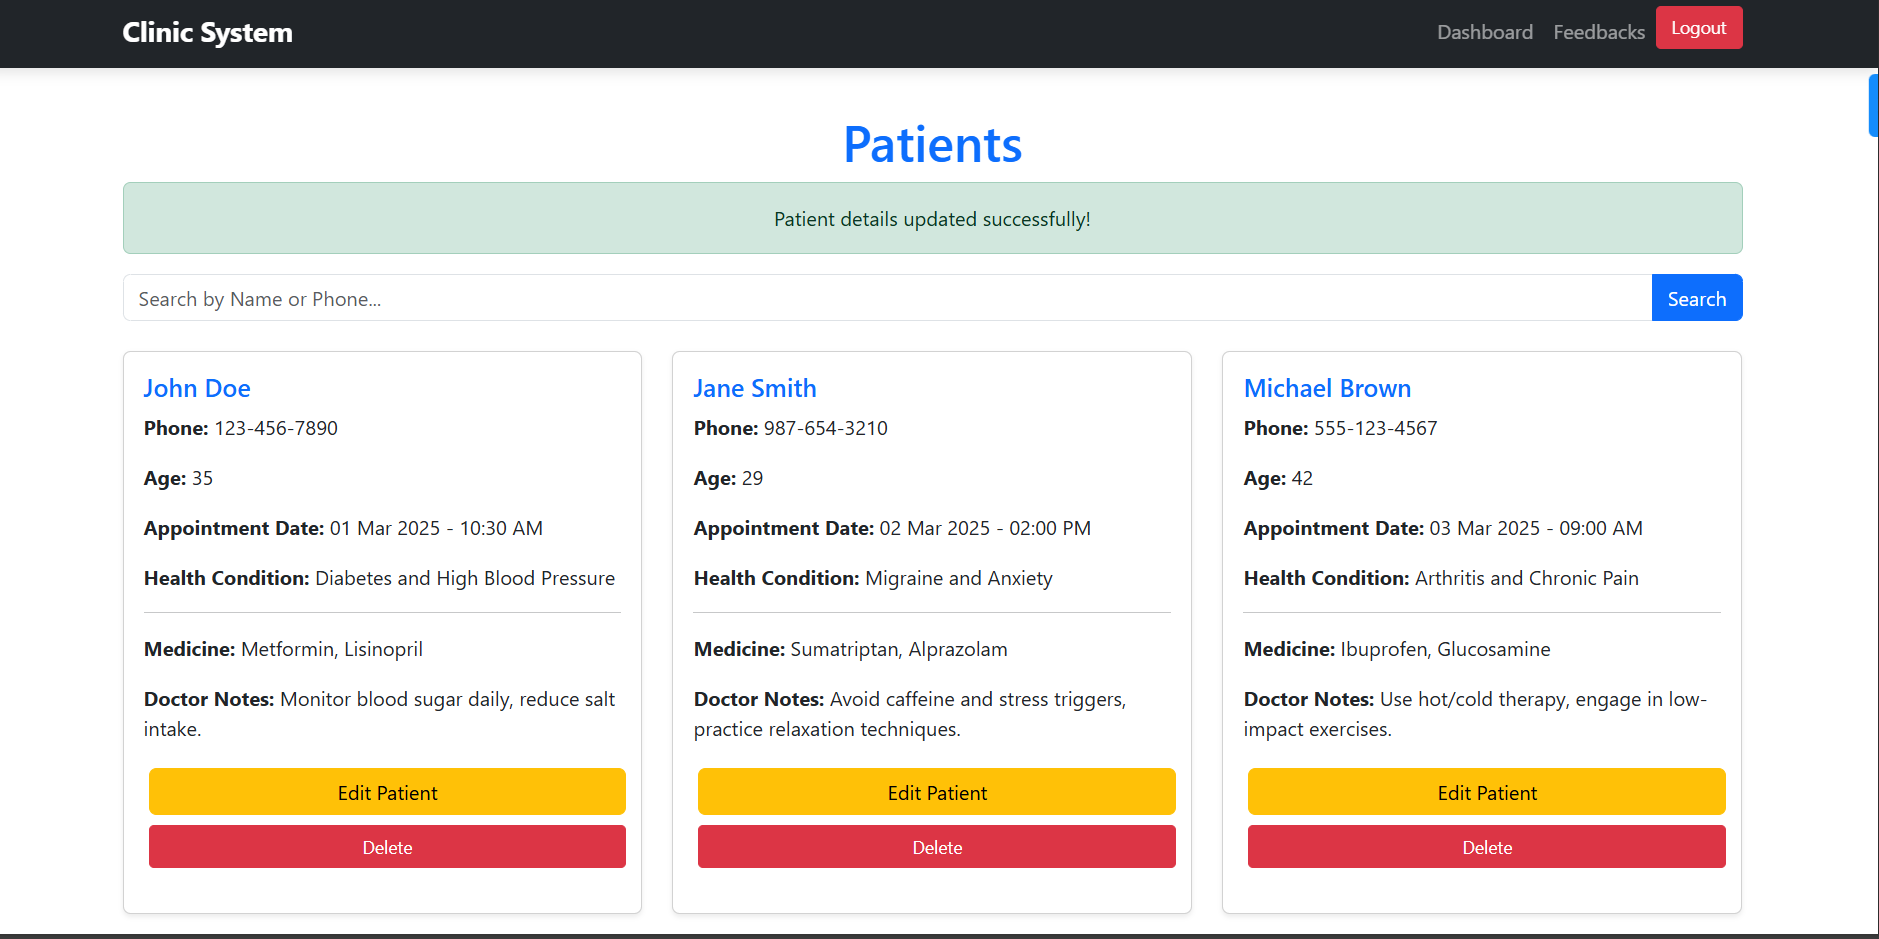 Clinic System
Dashboard
Feedbacks
Logout
Patients
Patient details updated successfully!
Search by Name or Phone...
Search
John Doe
Phone: 123-456-7890
Age: 35
Appointment Date: 01 Mar 2025 - 10:30 AM
Health Condition: Diabetes and High Blood Pressure
Medicine: Metformin, Lisinopril
Doctor Notes: Monitor blood sugar daily, reduce salt
intake.
Edit Patient
Delete
Jane Smith
Phone: 987-654-3210
Age: 29
Appointment Date: 02 Mar 2025 - 02:00 PM
Health Condition: Migraine and Anxiety
Medicine: Sumatriptan, Alprazolam
Doctor Notes: Avoid caffeine and stress triggers,
practice relaxation techniques.
Edit Patient
Delete
Michael Brown
Phone: 555-123-4567
Age: 42
Appointment Date: 03 Mar 2025 - 09:00 AM
Health Condition: Arthritis and Chronic Pain
Medicine: Ibuprofen, Glucosamine
Doctor Notes: Use hot/cold therapy, engage in low-
impact exercises.
Edit Patient
Delete